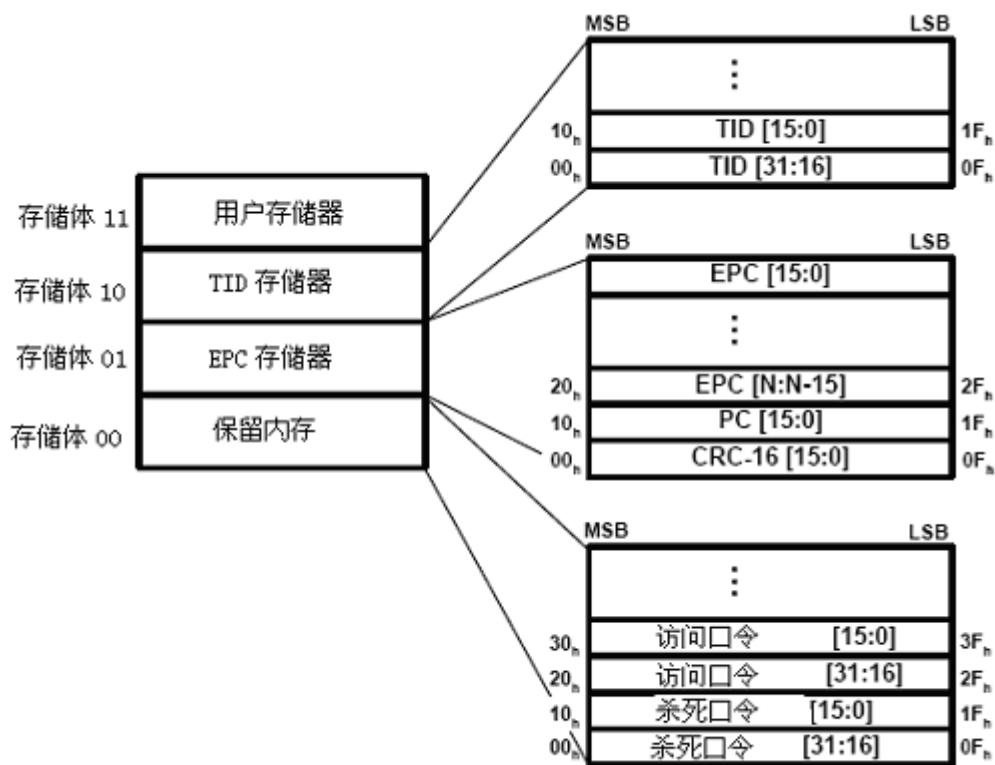 MSB LSB
⋮
10h TID [15:0] 1Fh
00h TID [31:16] 0Fh
存储体 11 用户存储器
存储体 10 TID 存储器
存储体 01 EPC 存储器
存储体 00 保留内存
MSB LSB
EPC [15:0]
⋮
20h EPC [N:N-15] 2Fh
10h PC [15:0] 1Fh
00h CRC-16 [15:0] 0Fh
MSB LSB
⋮
30h 访问口令 [15:0] 3Fh
20h 访问口令 [31:16] 2Fh
10h 杀死口令 [15:0] 1Fh
00h 杀死口令 [31:16] 0Fh